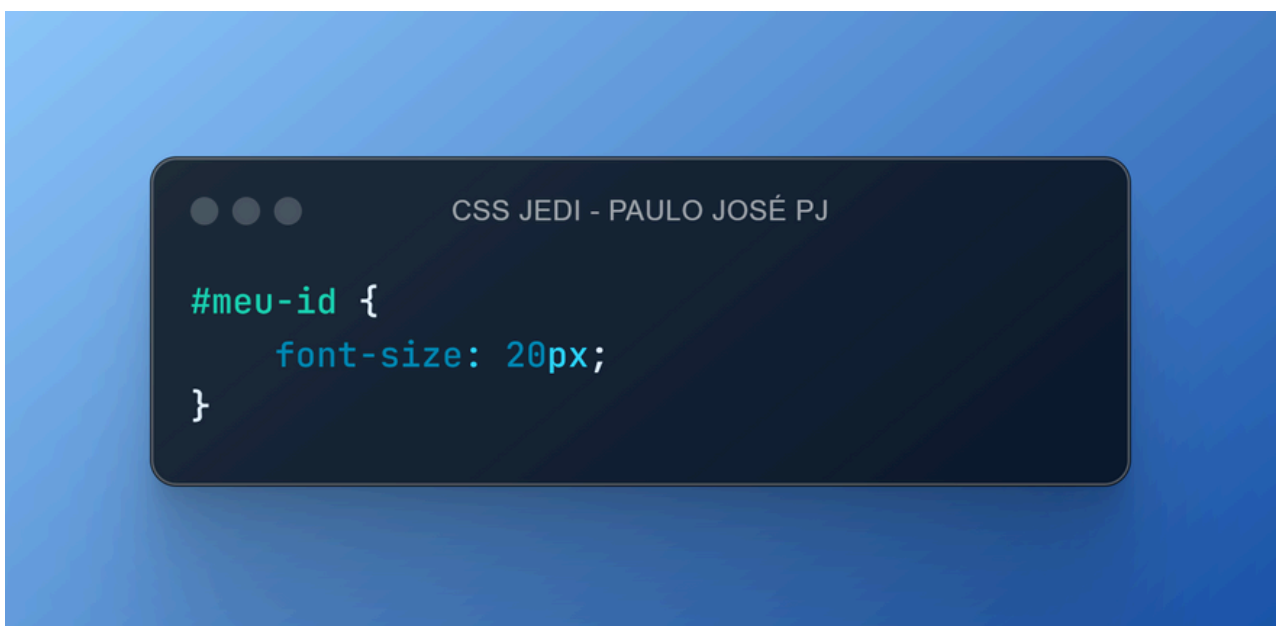 CSS JEDI - PAULO JOSÉ PJ
#meu-id {
    font-size: 20px;
}